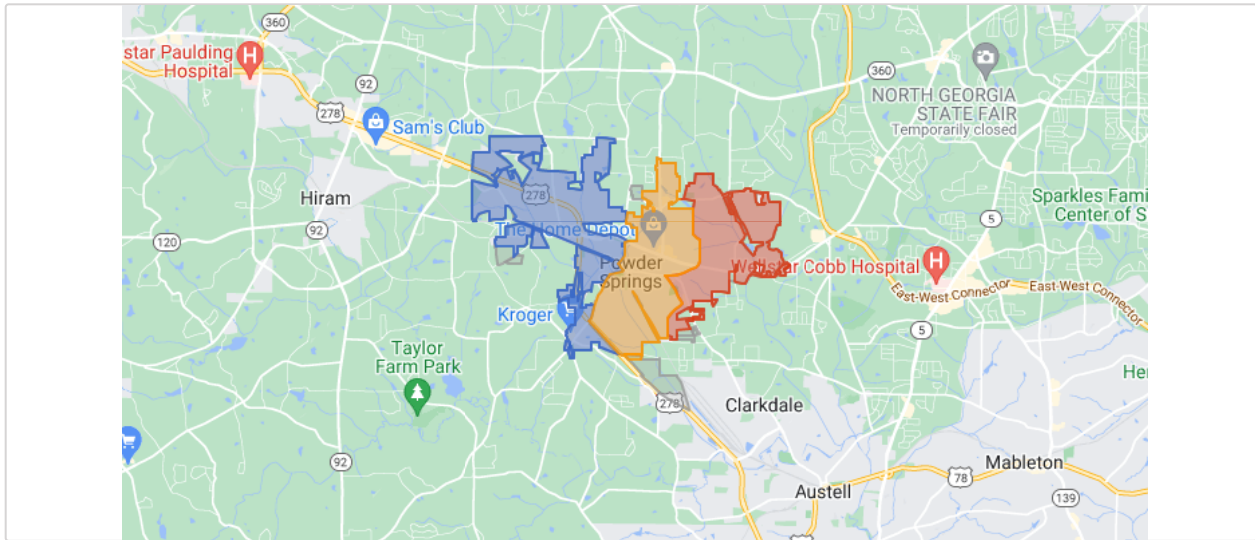 360
star Paulding
Hospital
92
278
Sam's Club
360
NORTH GEORGIA
STATE FAIR
Temporarily closed
Hiram
278
Sparkles Fami
Center of S
5
92
120
The Home Depot
Powder
Springs
Wellstar Cobb Hospital
East-West Connector
East-West Connector
Kroger
5
Taylor
Farm Park
He
278
Clarkdale
92
Mableton
78
Austell
139